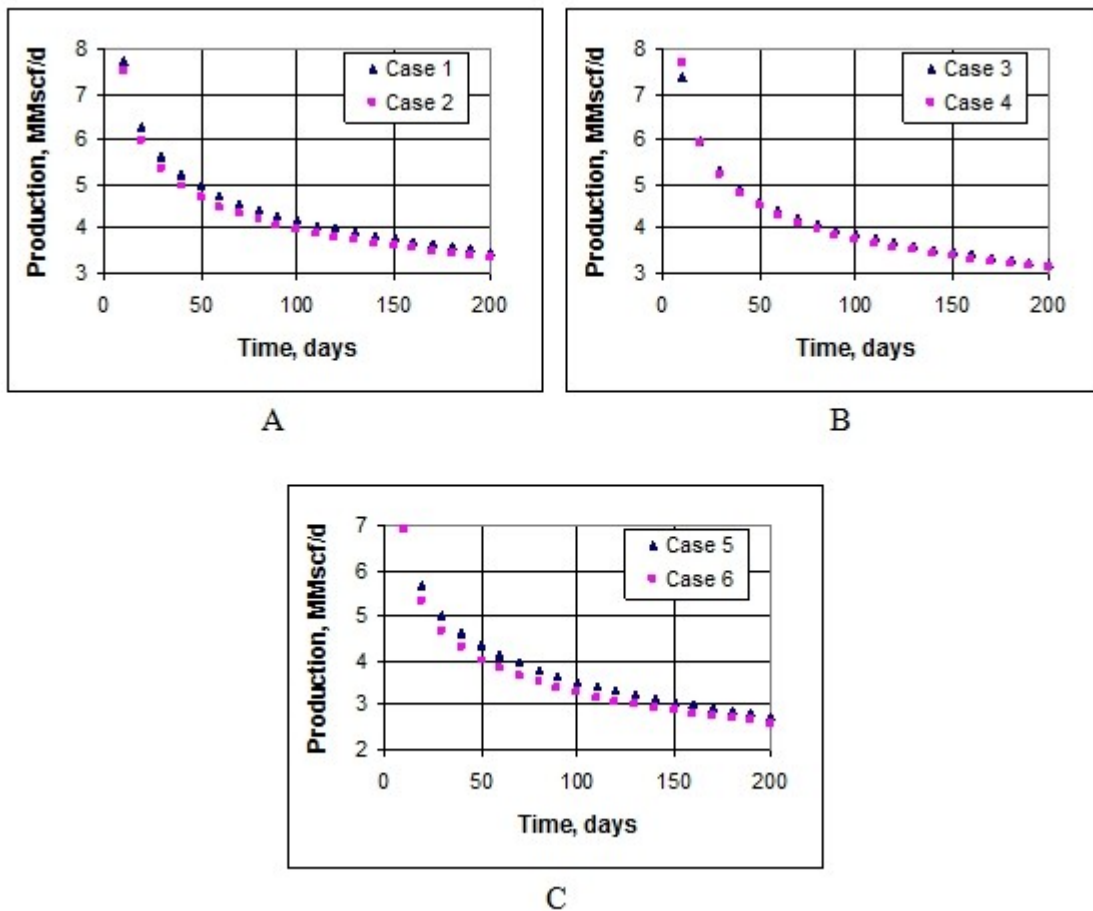 Production, MMscf/d
8
7
6
5
4
3
0 50 100 150 200
Time, days
Case 1
Case 2
A
Production, MMscf/d
8
7
6
5
4
3
0 50 100 150 200
Time, days
Case 3
Case 4
B
Production, MMscf/d
7
6
5
4
3
2
0 50 100 150 200
Time, days
Case 5
Case 6
C